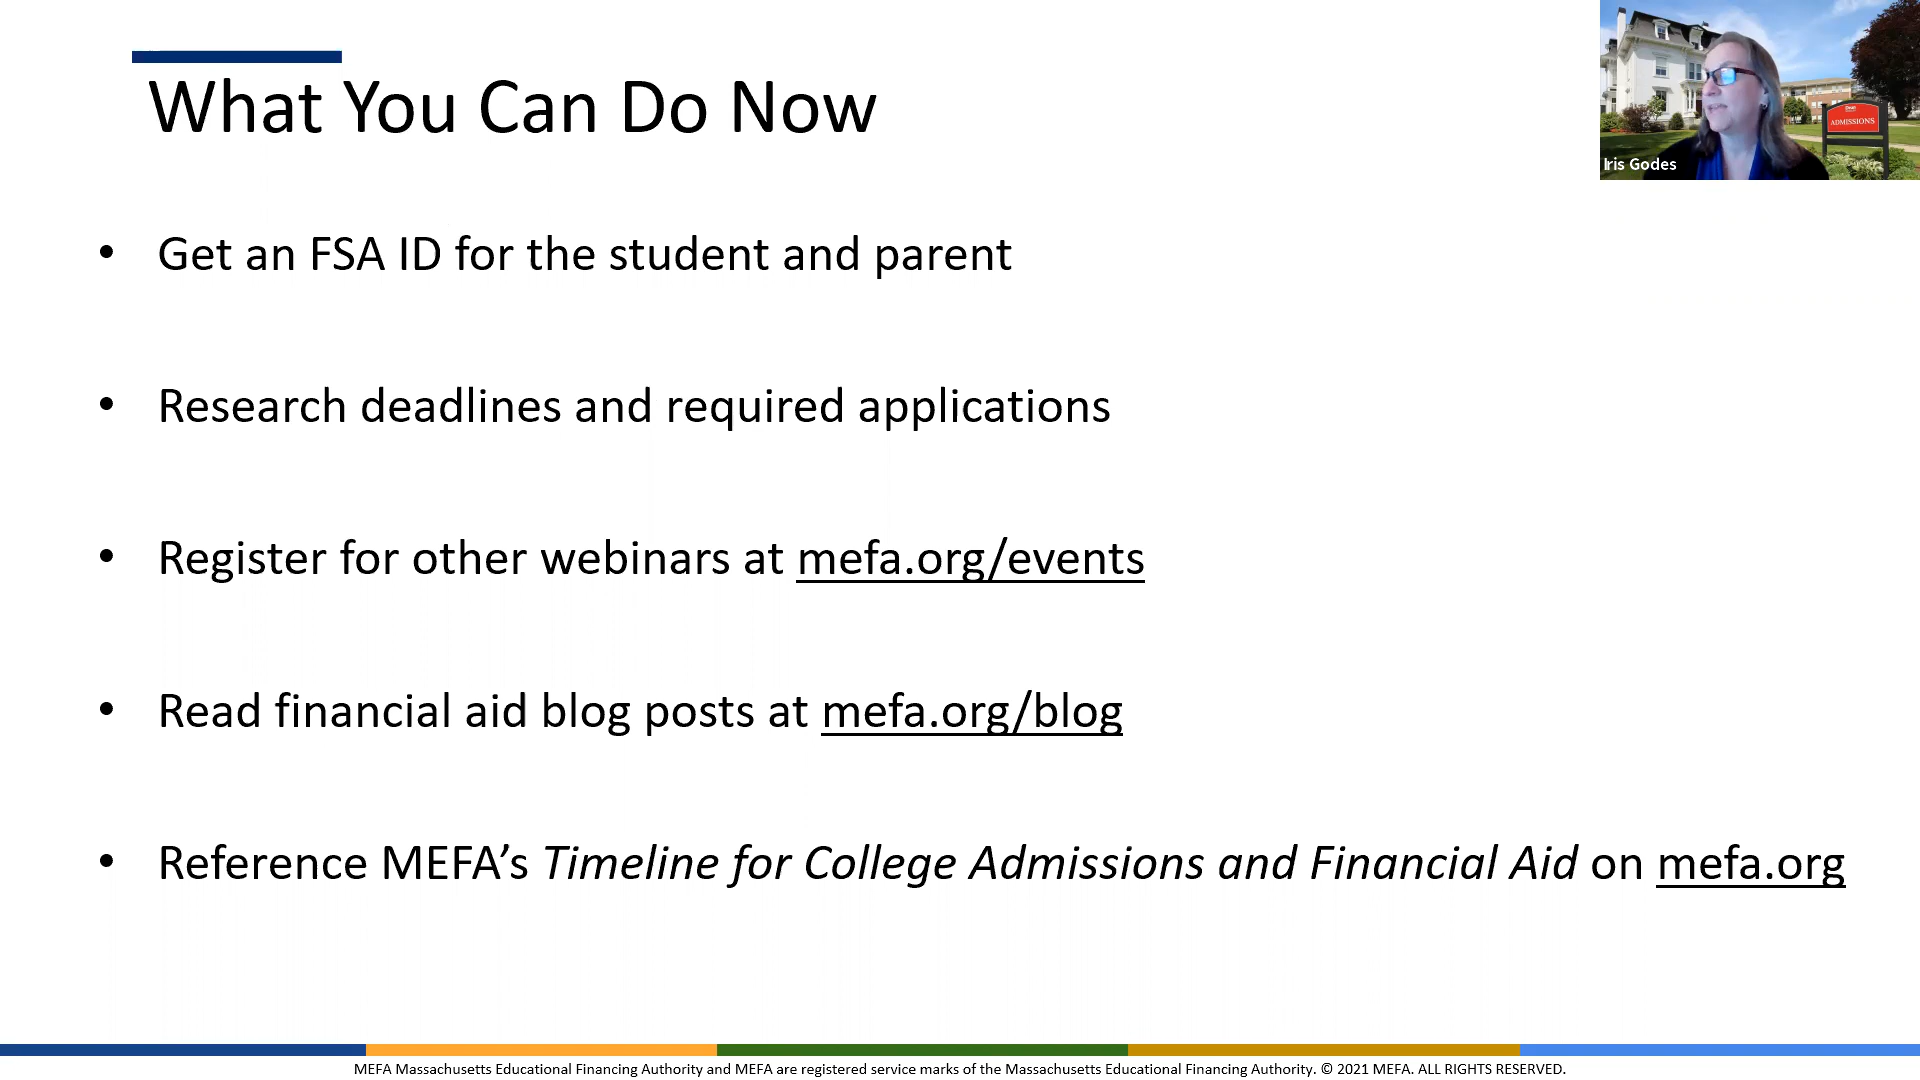 What You Can Do Now
Dean
ADMISSIONS
Iris Godes
• Get an FSA ID for the student and parent
• Research deadlines and required applications
• Register for other webinars at mefa.org/events
• Read financial aid blog posts at mefa.org/blog
• Reference MEFA’s Timeline for College Admissions and Financial Aid on mefa.org
MEFA Massachusetts Educational Financing Authority and MEFA are registered service marks of the Massachusetts Educational Financing Authority. © 2021 MEFA. ALL RIGHTS RESERVED.